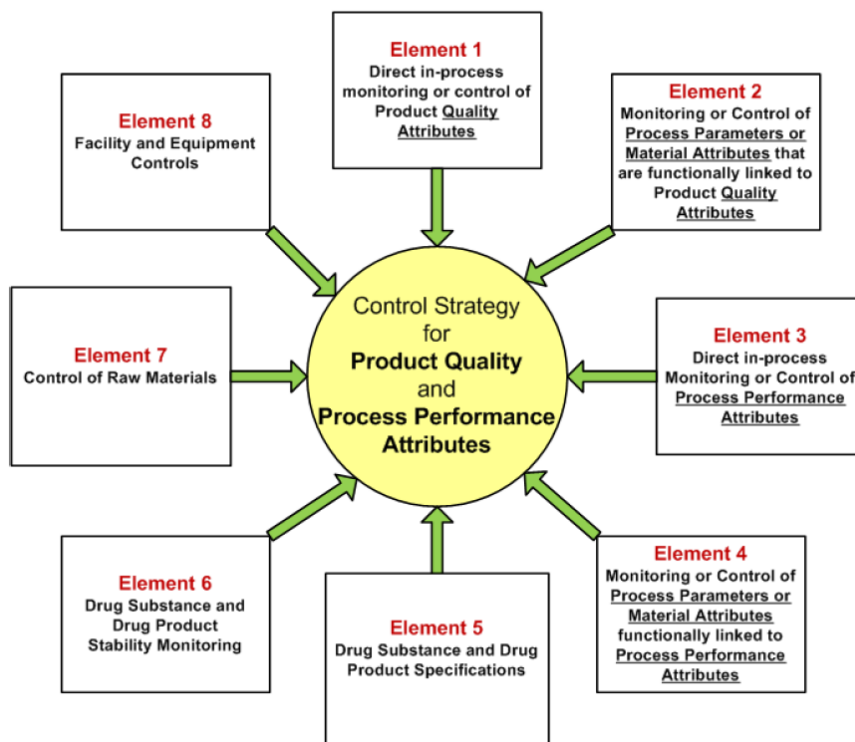 Element 1
Direct in-process
monitoring or control of
Product Quality
Attributes
Element 2
Monitoring or Control of
Process Parameters or
Material Attributes that
are functionally linked to
Product Quality
Attributes
Element 3
Direct in-process
Monitoring or Control of
Process Performance
Attributes
Element 4
Monitoring or Control of
Process Parameters or
Material Attributes
functionally linked to
Process Performance
Attributes
Element 5
Drug Substance and Drug
Product Specifications
Element 6
Drug Substance and
Drug Product
Stability Monitoring
Element 7
Control of Raw Materials
Element 8
Facility and Equipment
Controls
Control Strategy
for
Product Quality
and
Process Performance
Attributes